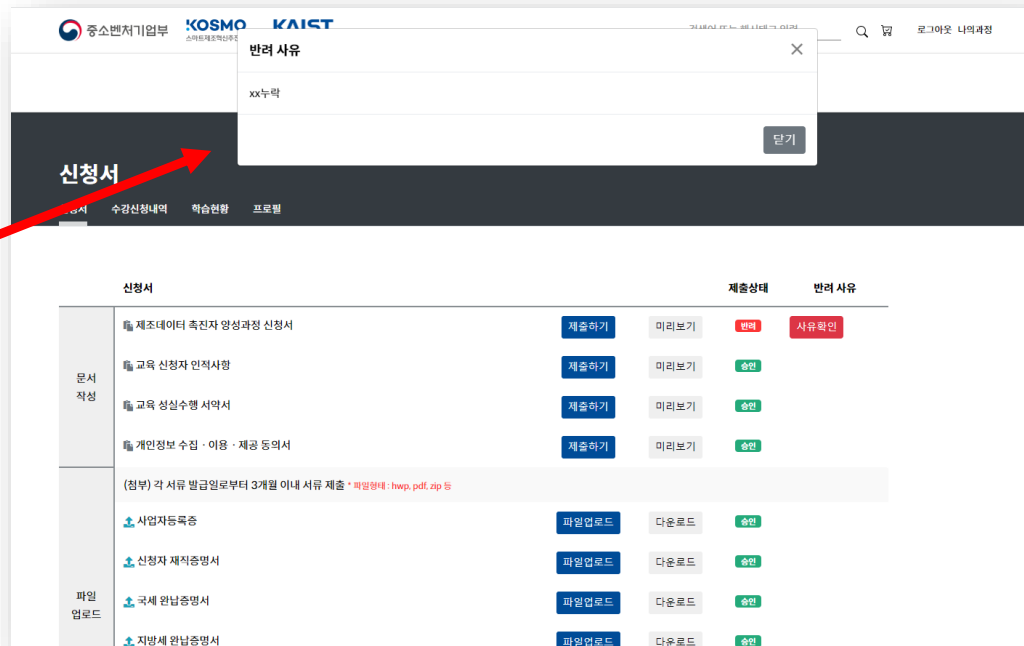 중소벤처기업부 KOSMO KAIST 로그아웃 나의과정
반려 사유
xx누락
닫기
신청서
수강신청내역 학습현황 프로필
신청서 제출상태 반려 사유
문서 작성
제조데이터 촉진자 양성과정 신청서 제출하기 미리보기 반려 사유확인
교육 신청자 인적사항 제출하기 미리보기 승인
교육 성실수행 서약서 제출하기 미리보기 승인
개인정보 수집 · 이용 · 제공 동의서 제출하기 미리보기 승인
(첨부) 각 서류 발급일로부터 3개월 이내 서류 제출 * 파일형태 : hwp, pdf, zip 등
파일 업로드
사업자등록증 파일업로드 다운로드 승인
신청자 재직증명서 파일업로드 다운로드 승인
국세 완납증명서 파일업로드 다운로드 승인
지방세 완납증명서 파일업로드 다운로드 승인